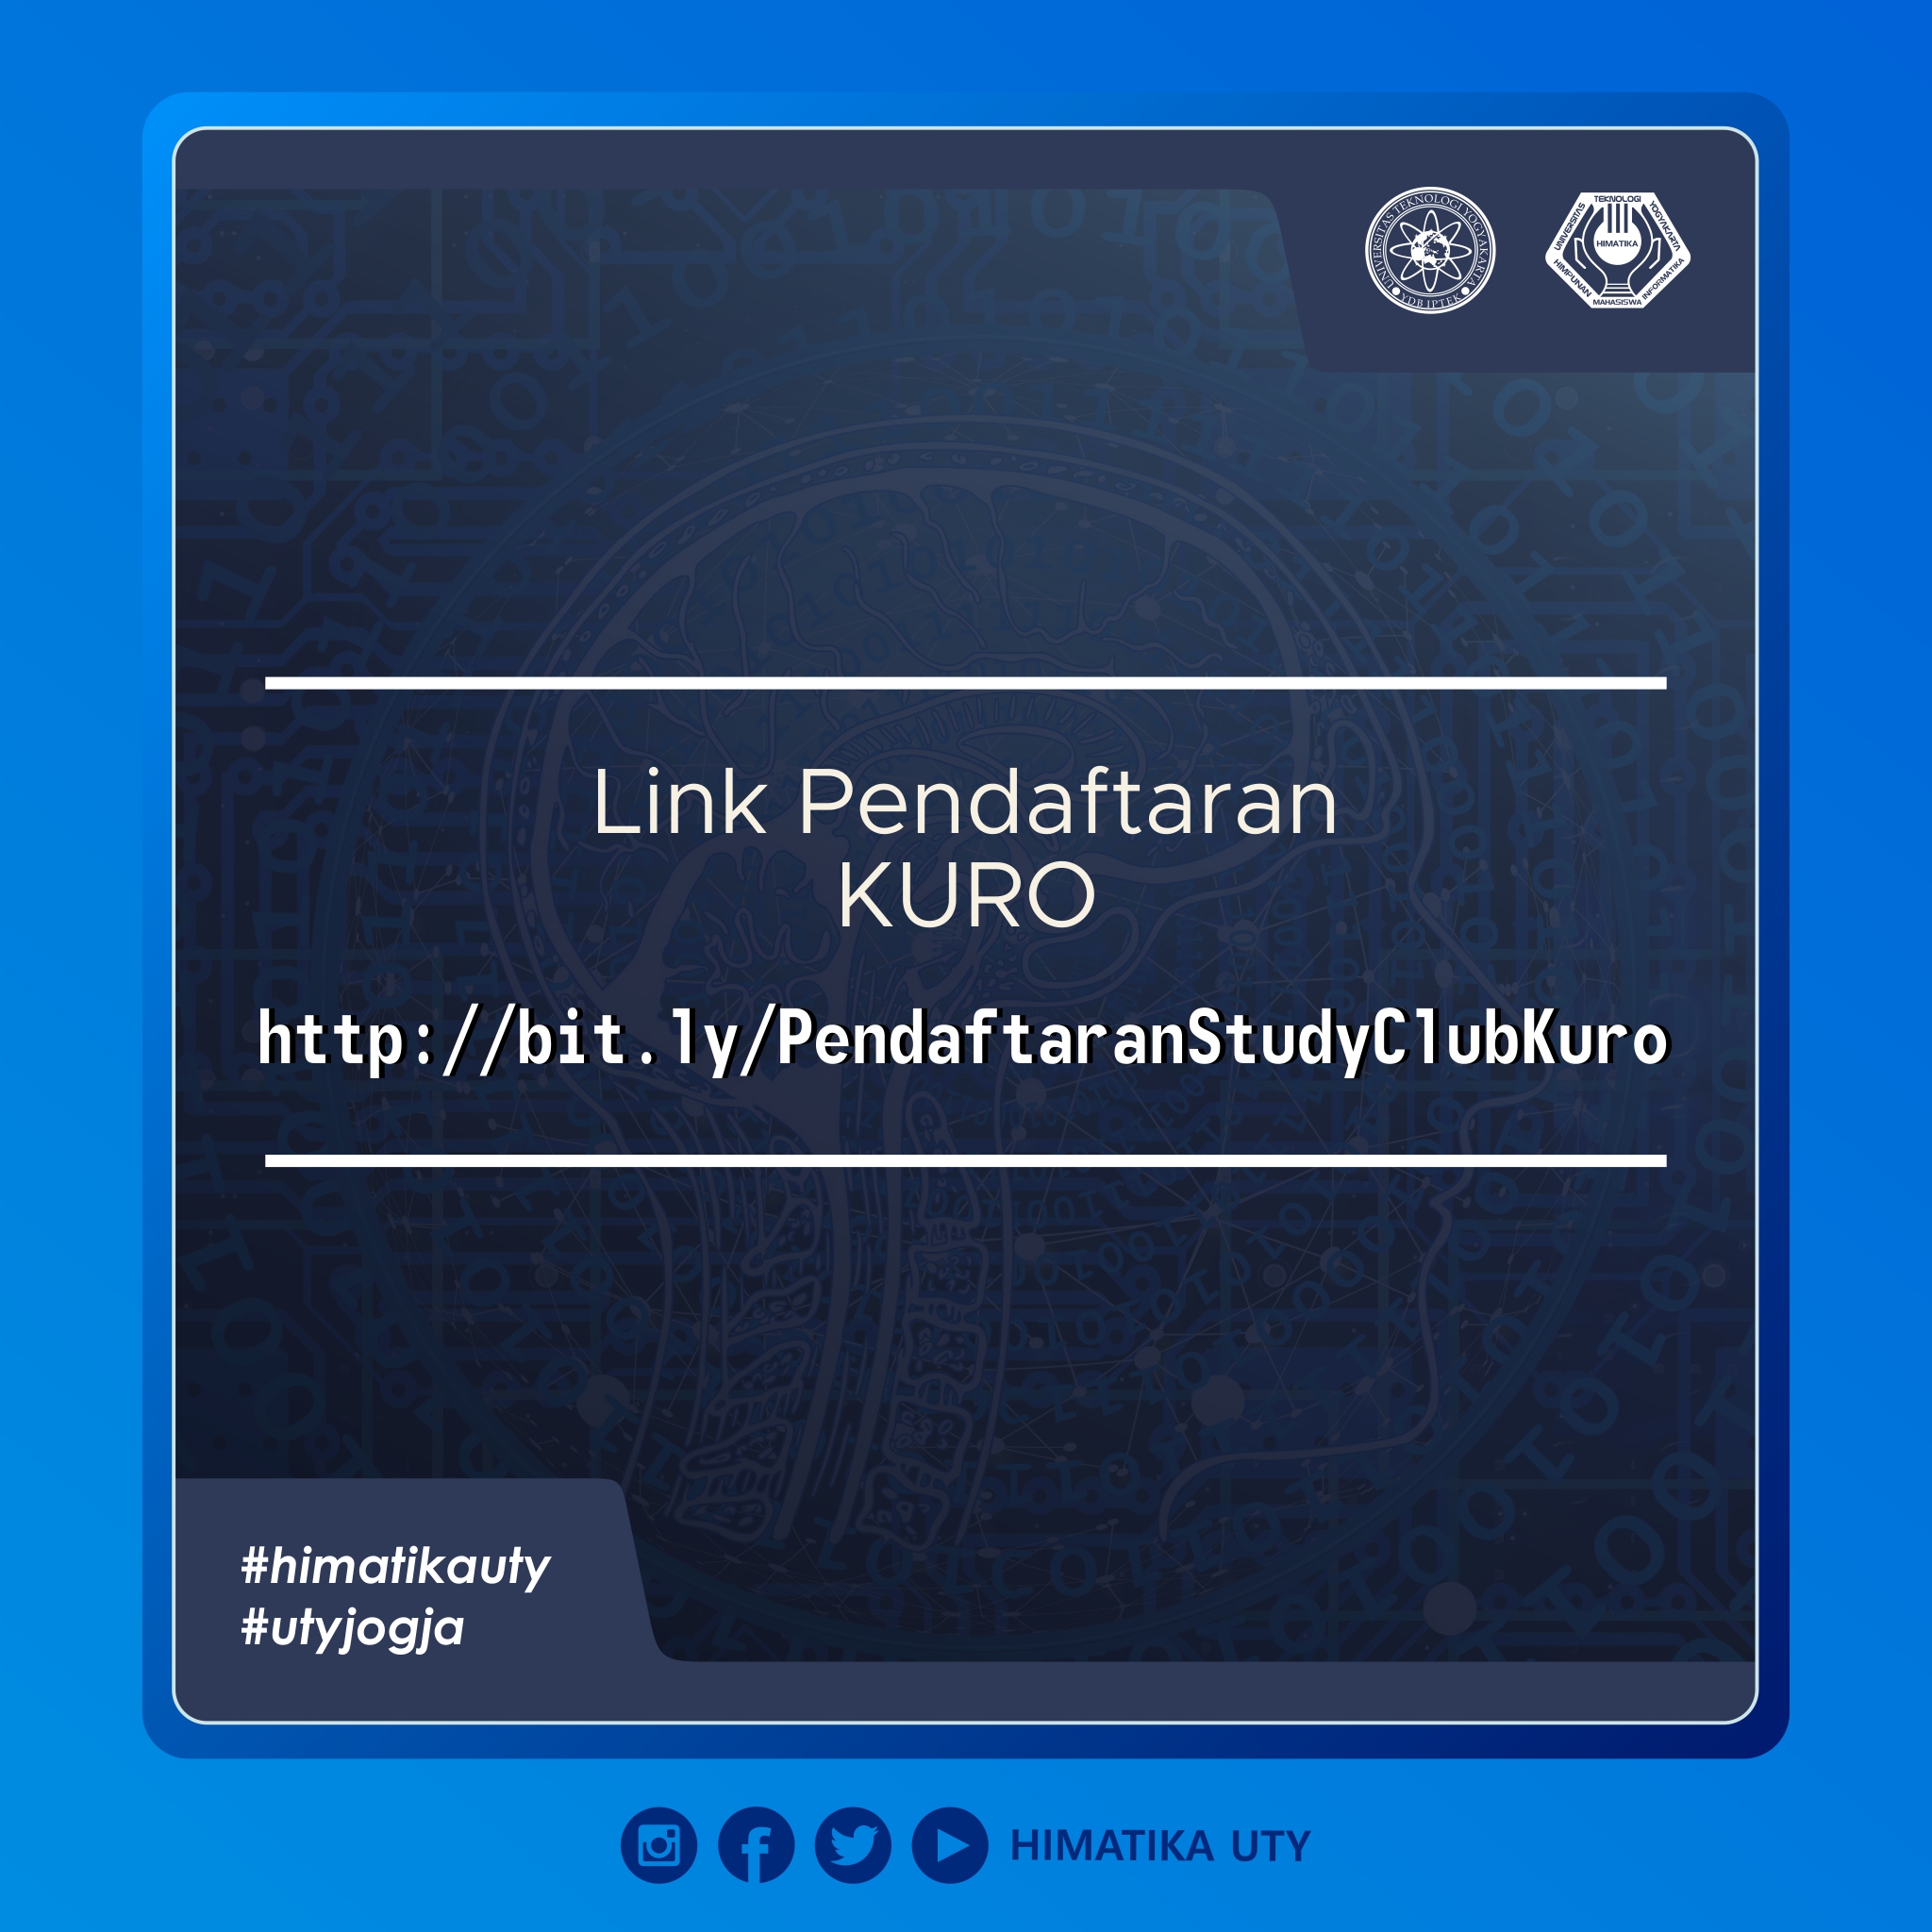 UNIVERSITAS TEKNOLOGI YOGYAKARTA
YDB IPTEK
UNIVERSITAS TEKNOLOGI YOGYAKARTA
HIMATIKA
HIMPUNAN MAHASISWA INFORMATIKA
Link Pendaftaran
KURO
http://bit.ly/PendaftaranStudyClubKuro
#himatikauty
#utyjogja
HIMATIKA UTY